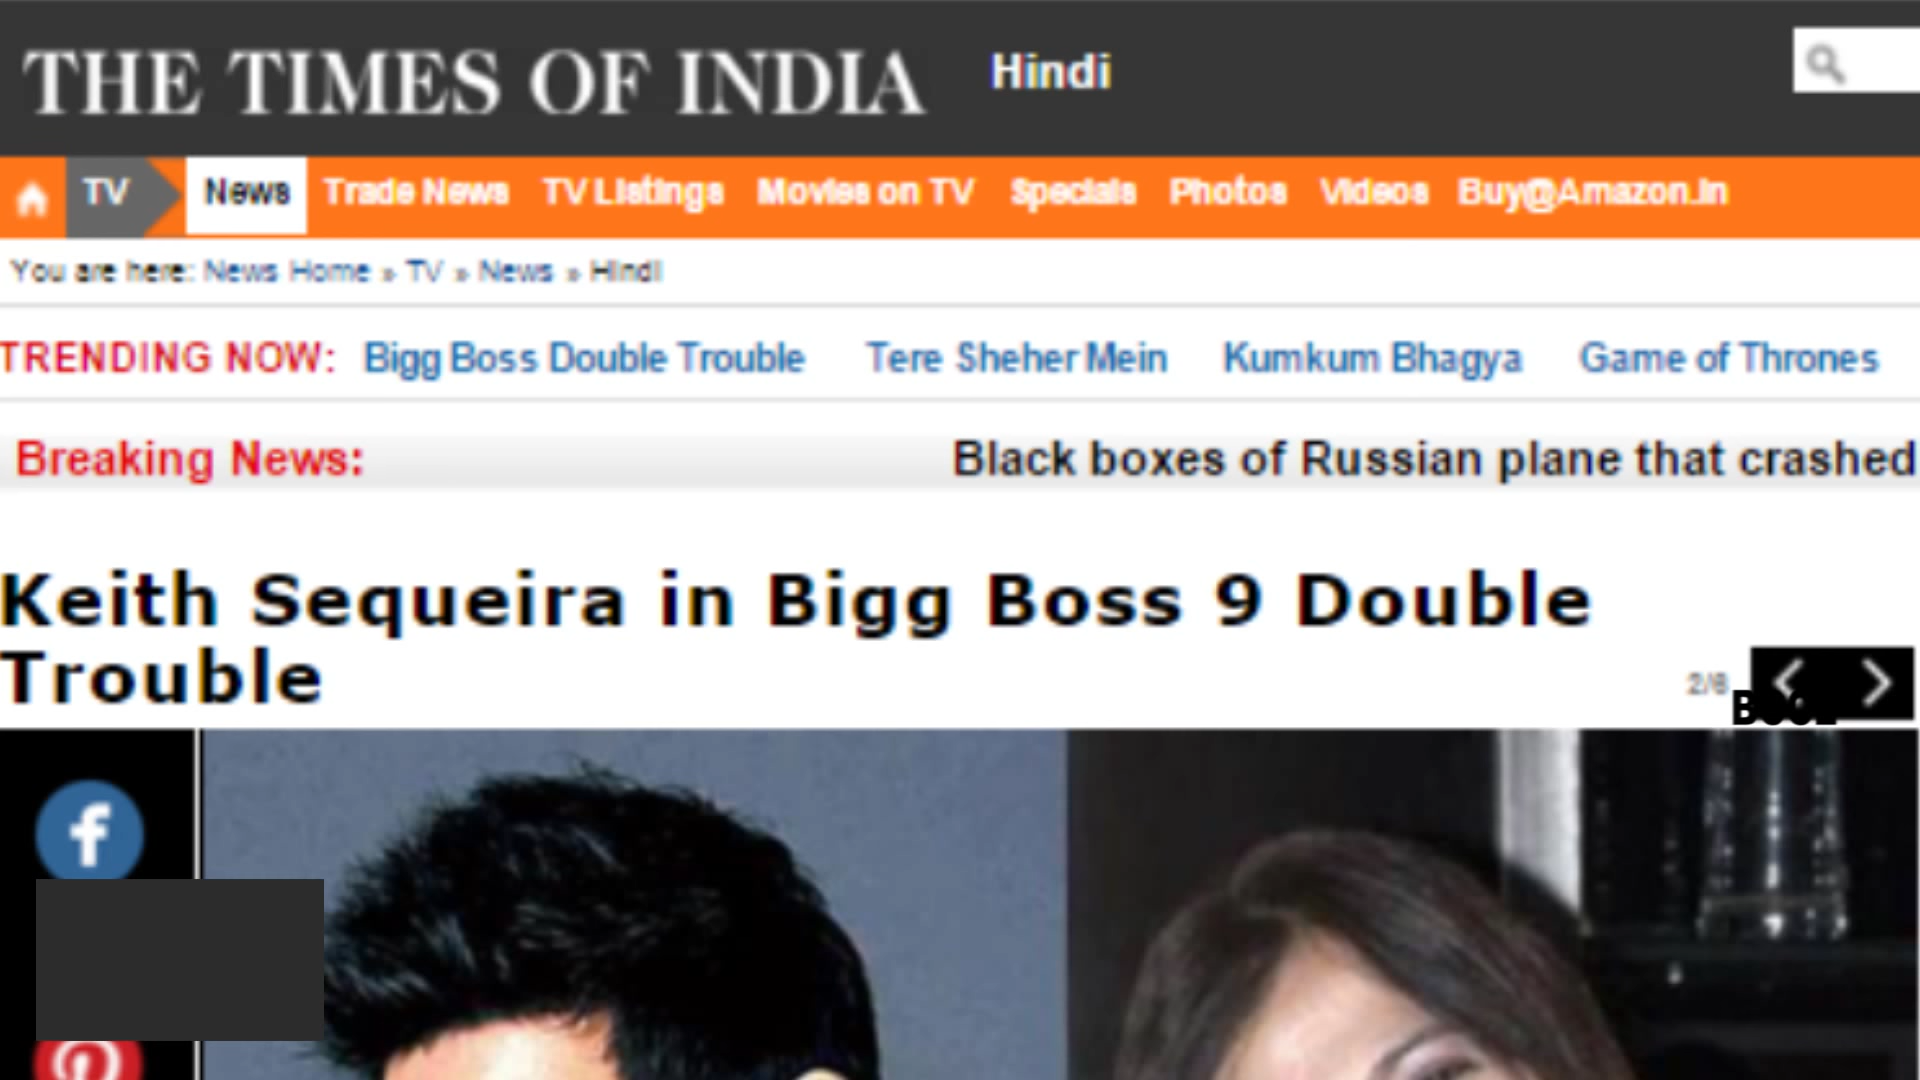 THE TIMES OF INDIA Hindi
TV News Trade News TV Listings Movies on TV Specials Photos Videos Buy@Amazon.in
You are here: News Home » TV » News » Hindi
TRENDING NOW: Bigg Boss Double Trouble Tere Sheher Mein Kumkum Bhagya Game of Thrones
Breaking News: Black boxes of Russian plane that crashed
Keith Sequeira in Bigg Boss 9 Double
Trouble
2/6
f